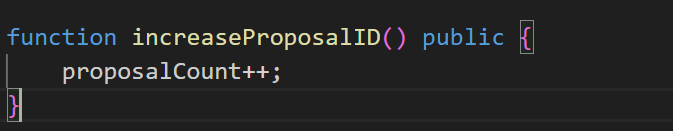 function increaseProposalID() public {
    proposalCount++;
}